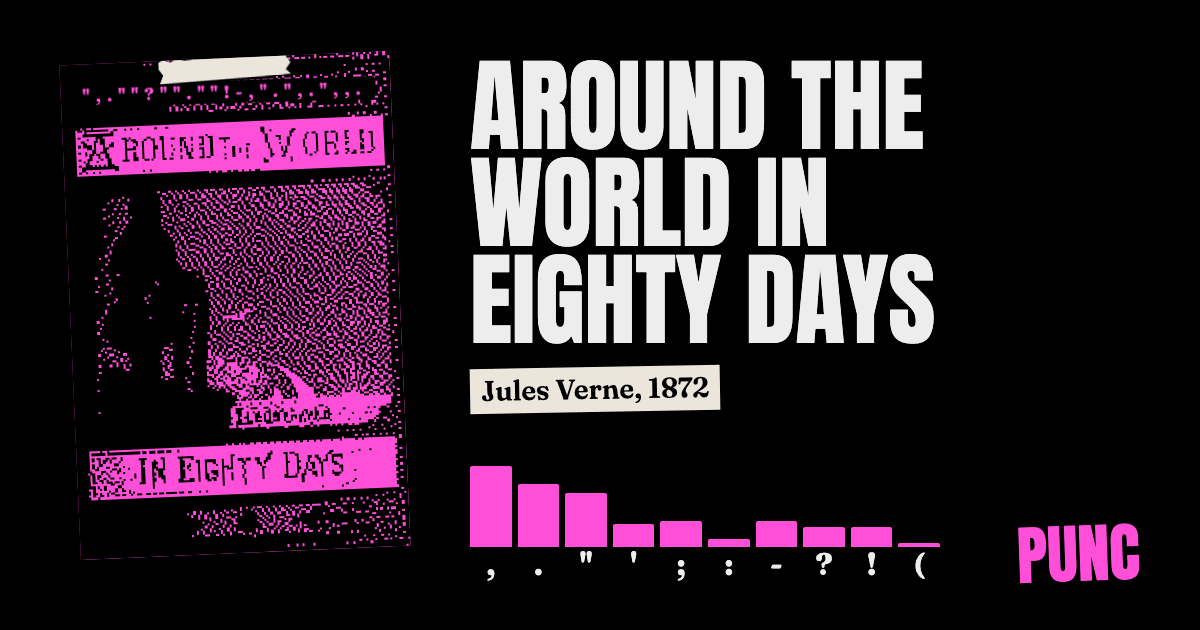 ",.""?"".""!-,".",.",,.
AROUND THE WORLD
IN EIGHTY DAYS
AROUND THE
WORLD IN
EIGHTY DAYS
Jules Verne, 1872
, . " ' ; : - ? ! (
PUNC